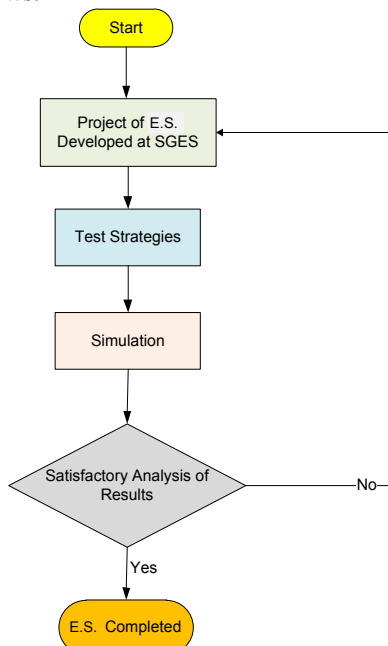 Start
Project of E.S.
Developed at SGES
Test Strategies
Simulation
Satisfactory Analysis of
Results
No
Yes
E.S. Completed